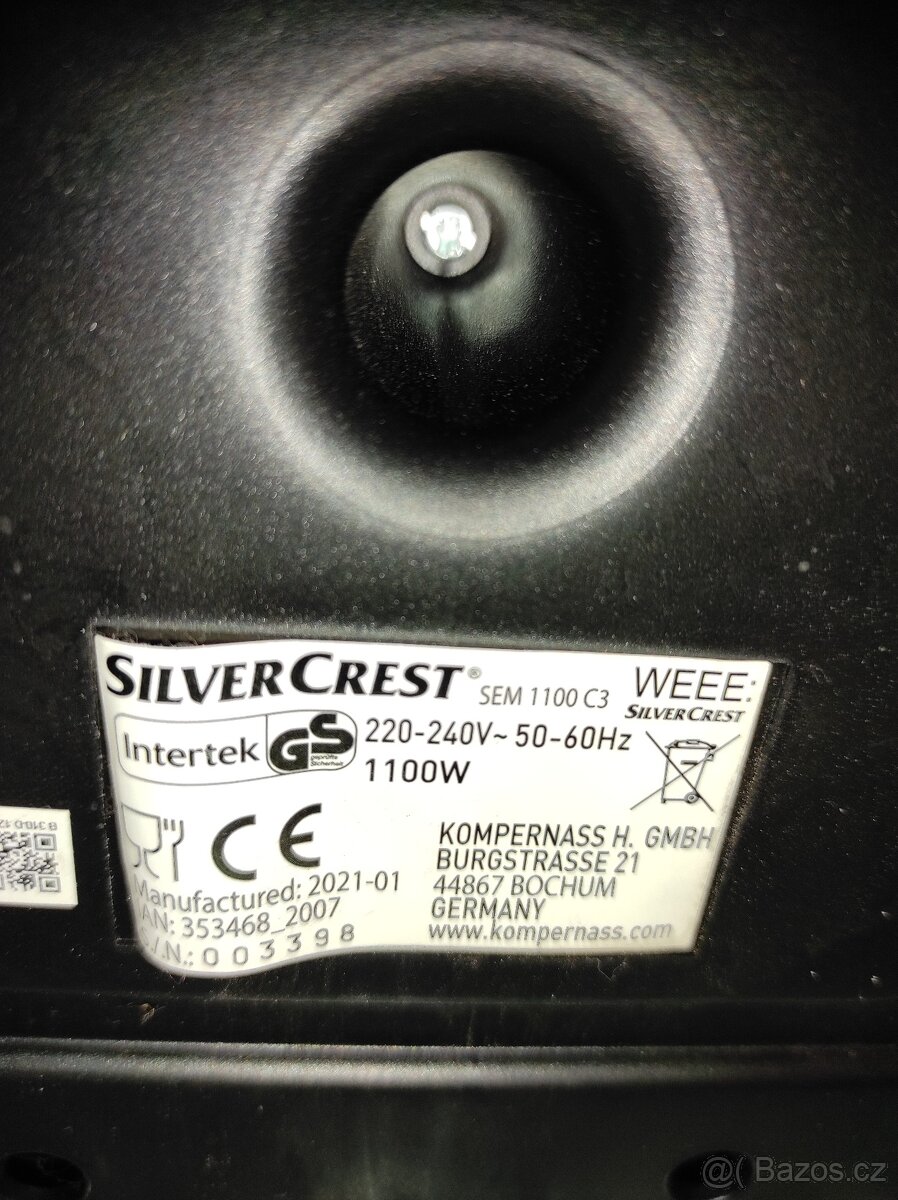 SILVERCREST® SEM 1100 C3 WEEE:
SILVERCREST
Intertek GS geprüfte Sicherheit 220-240V~ 50-60Hz
1100W
CE
KOMPERNASS H. GMBH
BURGSTRASSE 21
44867 BOCHUM
GERMANY
www.kompernass.com
Manufactured: 2021-01
IAN: 353468_2007
S/N.: 003398
@( Bazos.cz